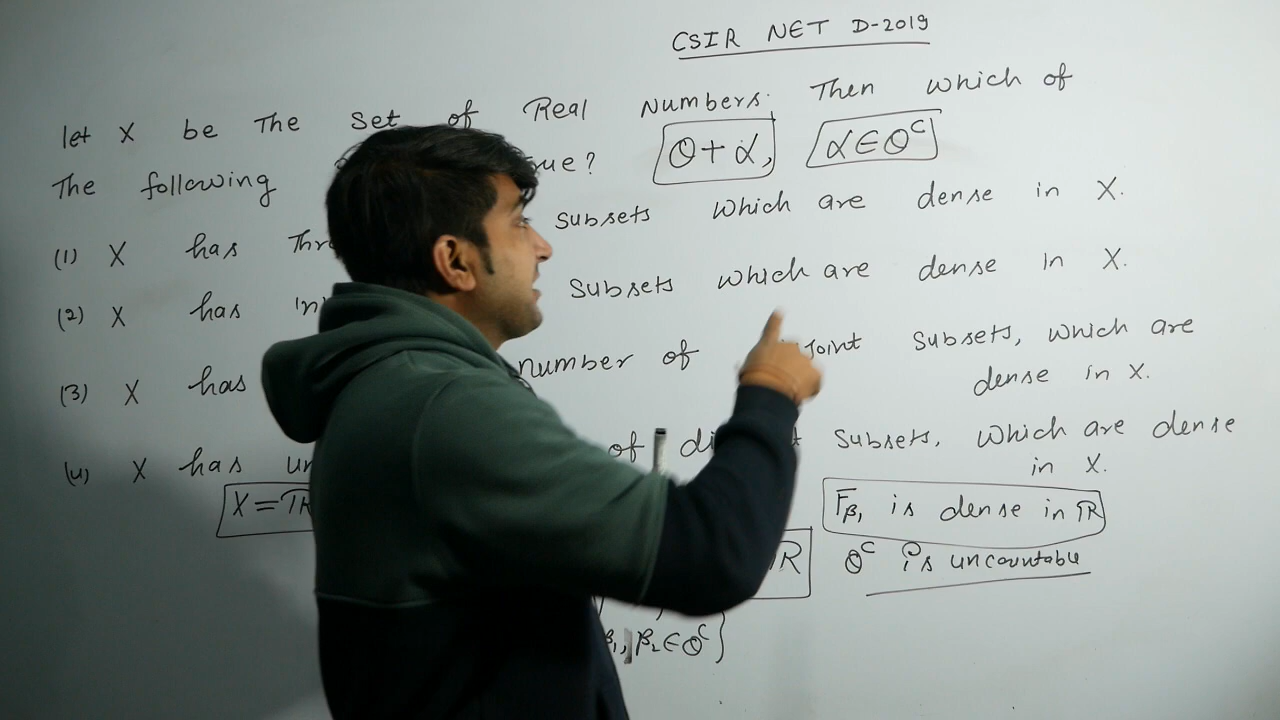 CSIR NET D-2019
let X be The Set of Real Numbers. Then which of
The following ue? Q+α, α∈Q^c
(1) X has Thr subsets which are dense in X.
(2) X has in subsets which are dense in X.
(3) X has number of joint subsets, which are
dense in X.
(4) X has un of di t subsets, which are dense
in X.
X=ℝ F_β₁ is dense in ℝ
R Q^c is uncountable
β₁, β₂∈Q^c}